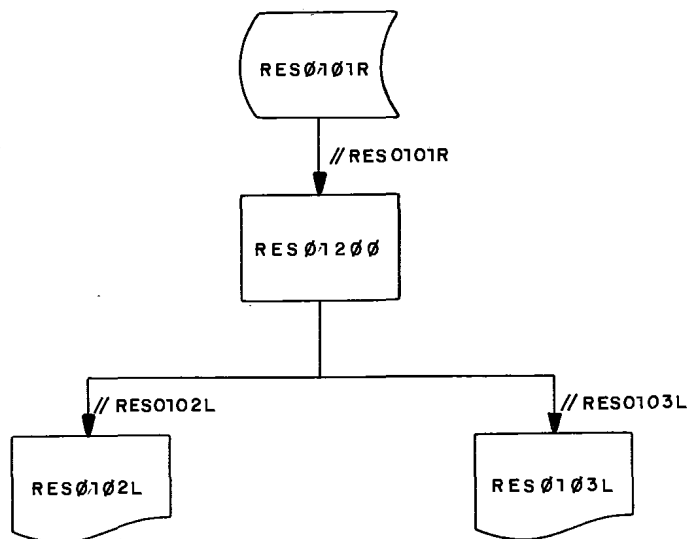 RESØ1Ø1R
// RES0101R
RESØ12ØØ
// RES0102L
// RES0103L
RESØ1Ø2L
RESØ1Ø3L